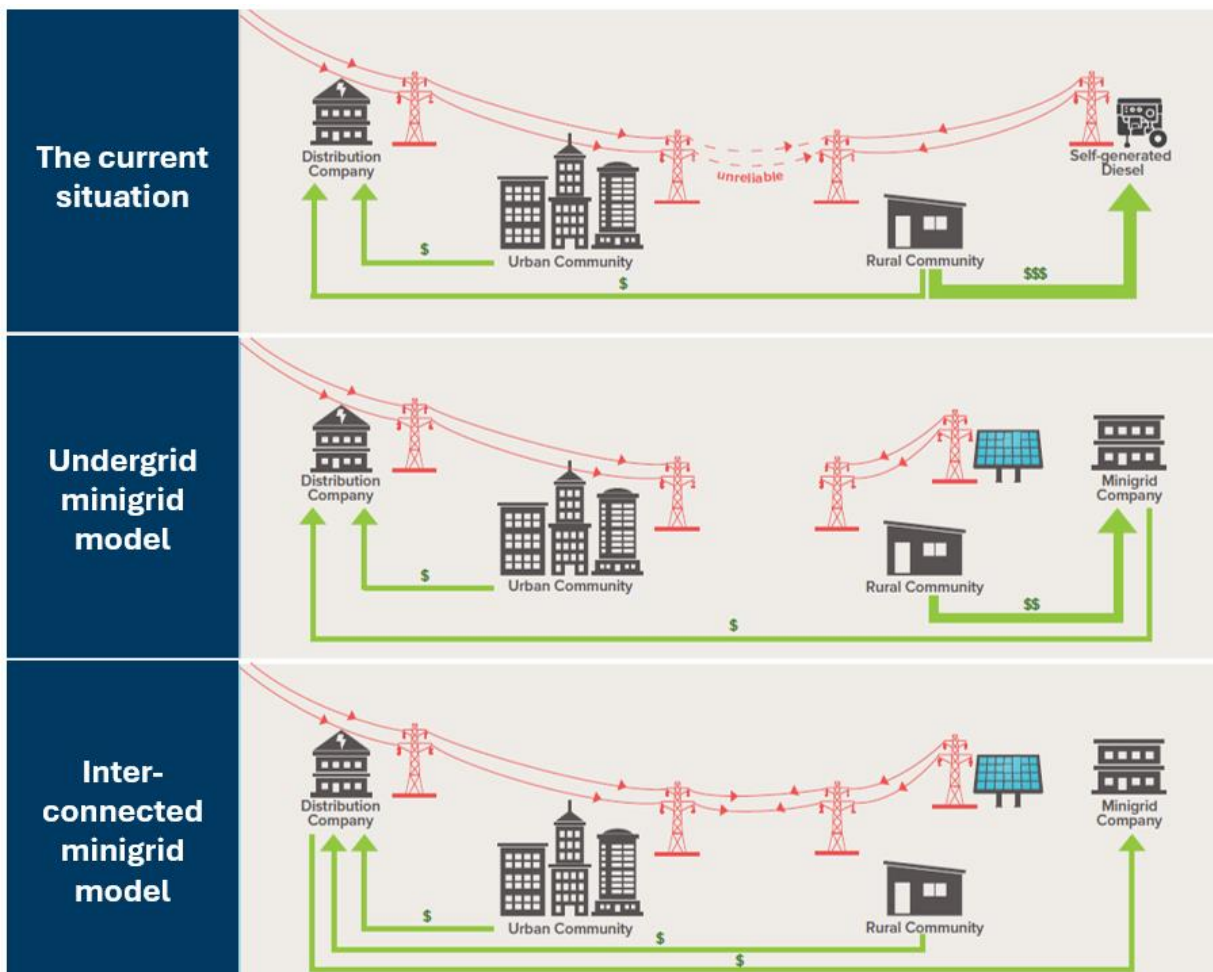 The current
situation
Distribution
Company
Urban Community
unreliable
Rural Community
Self-generated
Diesel
$
$
$$$
Undergrid
minigrid
model
Distribution
Company
Urban Community
Rural Community
Minigrid
Company
$
$$
$
Inter-
connected
minigrid
model
Distribution
Company
Urban Community
Rural Community
Minigrid
Company
$
$
$